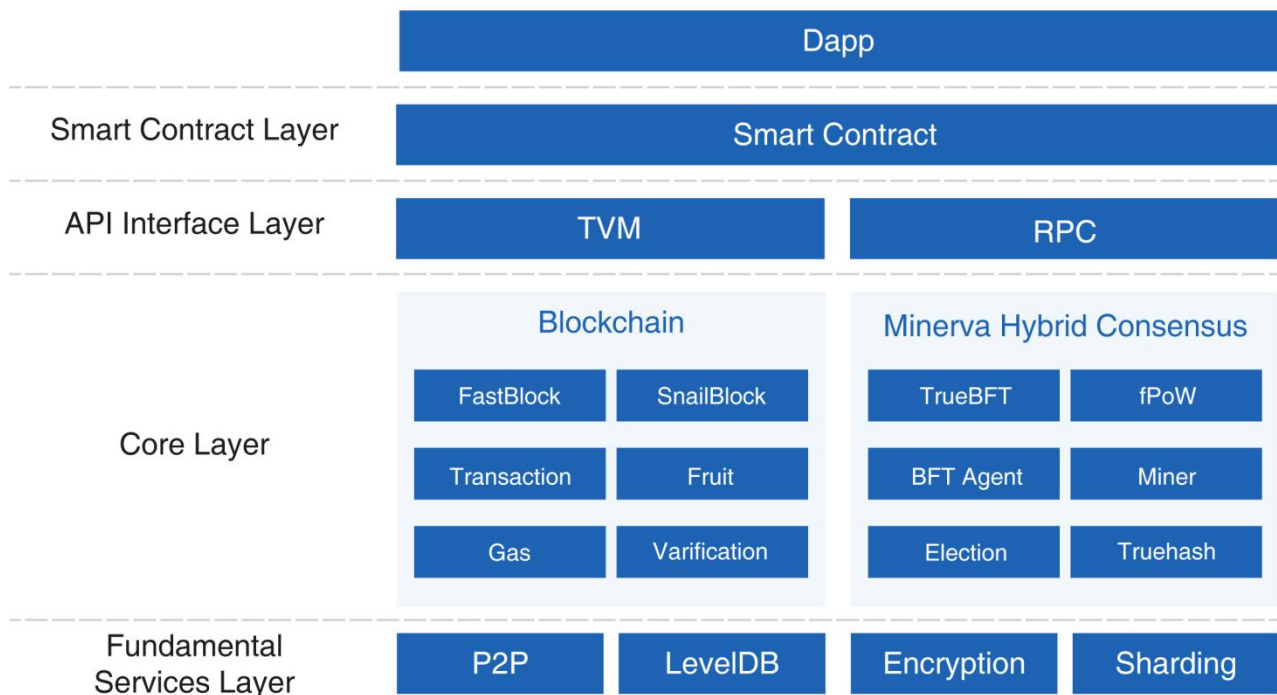 Dapp
Smart Contract Layer
Smart Contract
API Interface Layer
TVM
RPC
Core Layer
Blockchain
FastBlock
SnailBlock
Transaction
Fruit
Gas
Varification
Minerva Hybrid Consensus
TrueBFT
fPoW
BFT Agent
Miner
Election
Truehash
Fundamental
Services Layer
P2P
LevelDB
Encryption
Sharding